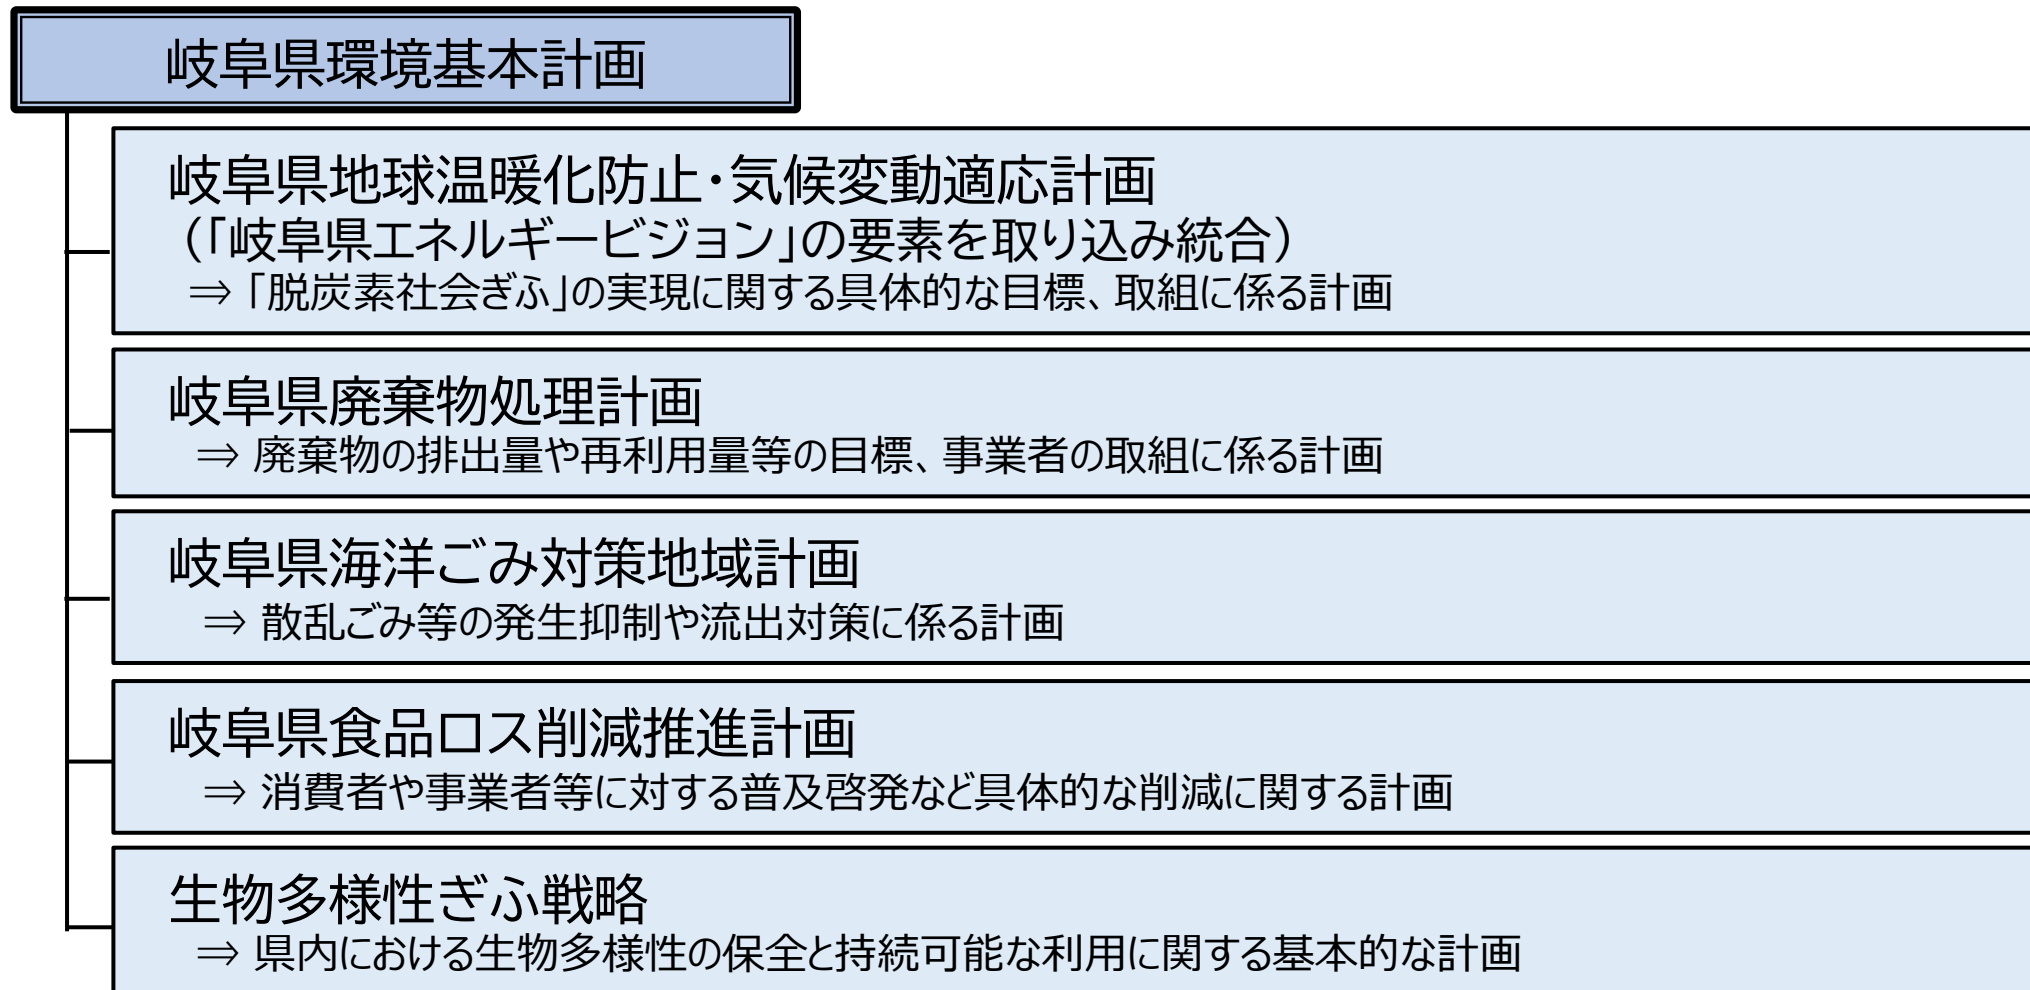 岐阜県環境基本計画
岐阜県地球温暖化防止・気候変動適応計画
（「岐阜県エネルギービジョン」の要素を取り込み統合）
⇒「脱炭素社会ぎふ」の実現に関する具体的な目標、取組に係る計画
岐阜県廃棄物処理計画
⇒ 廃棄物の排出量や再利用量等の目標、事業者の取組に係る計画
岐阜県海洋ごみ対策地域計画
⇒ 散乱ごみ等の発生抑制や流出対策に係る計画
岐阜県食品ロス削減推進計画
⇒ 消費者や事業者等に対する普及啓発など具体的な削減に関する計画
生物多様性ぎふ戦略
⇒ 県内における生物多様性の保全と持続可能な利用に関する基本的な計画